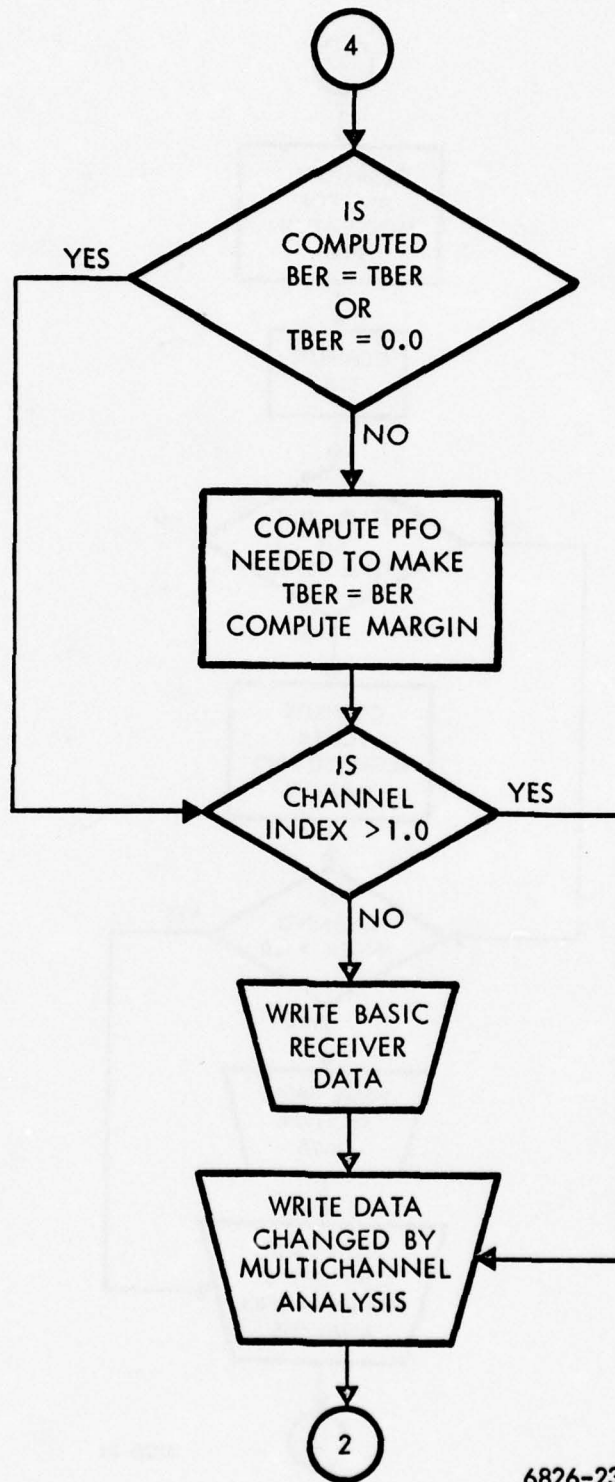 4
IS
COMPUTED
BER = TBER
OR
TBER = 0.0
YES
NO
COMPUTE PFO
NEEDED TO MAKE
TBER = BER
COMPUTE MARGIN
IS
CHANNEL
INDEX >1.0
YES
NO
WRITE BASIC
RECEIVER
DATA
WRITE DATA
CHANGED BY
MULTICHANNEL
ANALYSIS
2